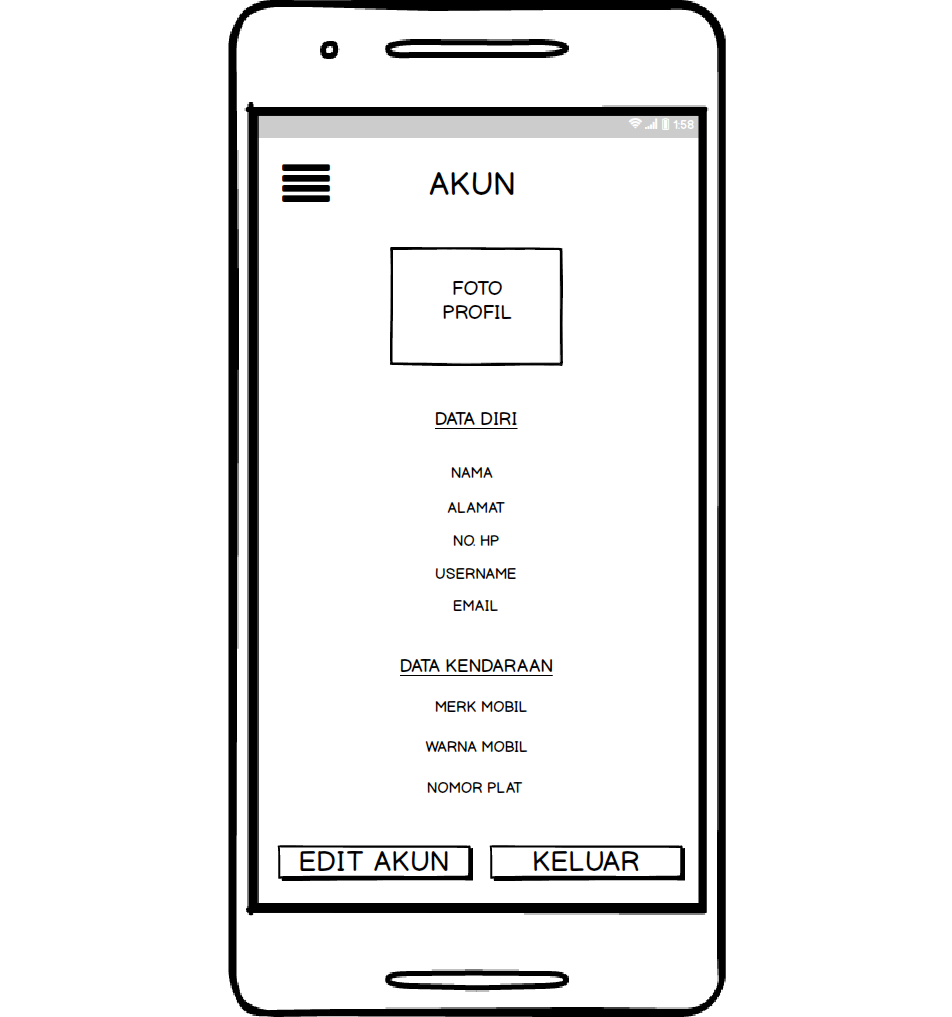 1:58
AKUN
FOTO
PROFIL
DATA DIRI
NAMA
ALAMAT
NO. HP
USERNAME
EMAIL
DATA KENDARAAN
MERK MOBIL
WARNA MOBIL
NOMOR PLAT
EDIT AKUN
KELUAR